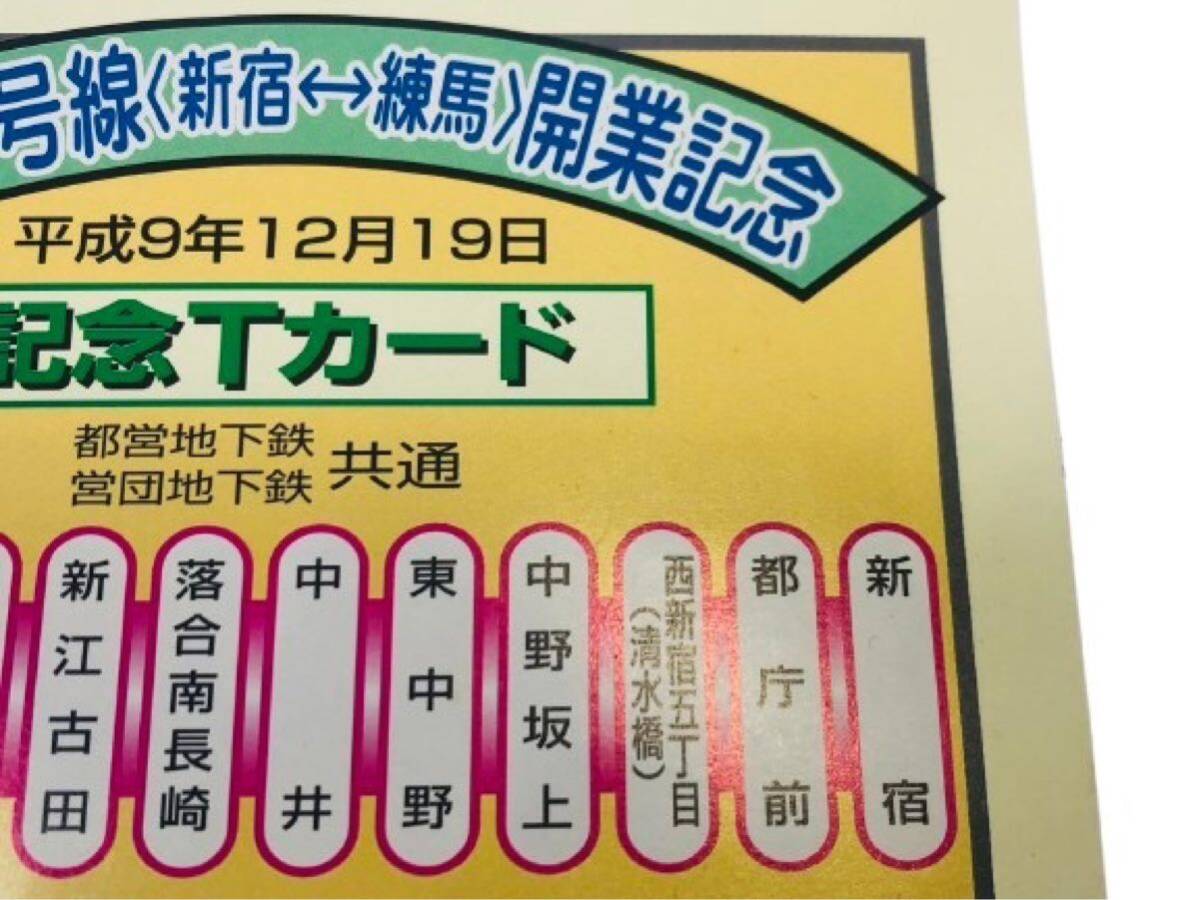 号線〈新宿↔練馬〉開業記念
平成9年12月19日
記念Tカード
都営地下鉄
営団地下鉄
共通
新宿
都庁前
西新宿五丁目
(清水橋)
中野坂上
東中野
中井
落合南長崎
新江古田